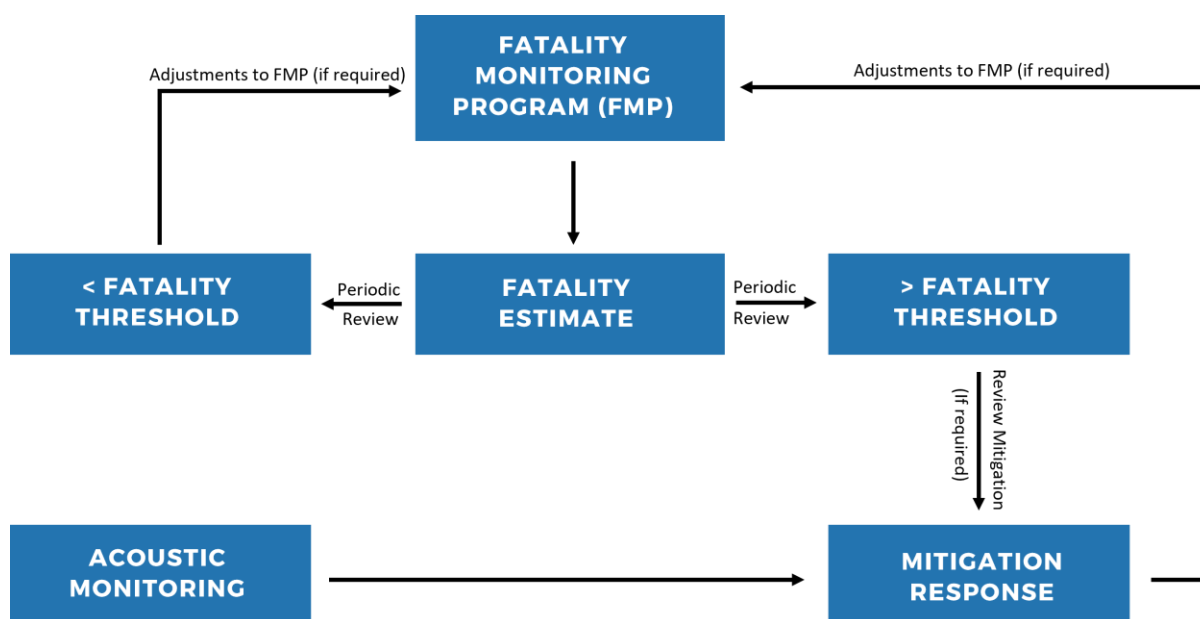 FATALITY
MONITORING
PROGRAM (FMP)
Adjustments to FMP (if required)
Adjustments to FMP (if required)
< FATALITY
THRESHOLD
Periodic
Review
FATALITY
ESTIMATE
Periodic
Review
> FATALITY
THRESHOLD
Review Mitigation
(If required)
ACOUSTIC
MONITORING
MITIGATION
RESPONSE